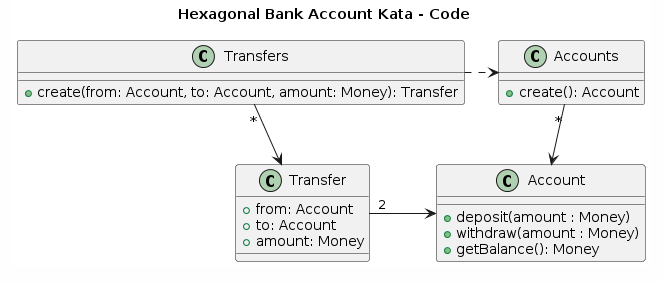 Hexagonal Bank Account Kata - Code
C Transfers
create(from: Account, to: Account, amount: Money): Transfer
C Accounts
create(): Account
*
*
C Transfer
from: Account
to: Account
amount: Money
2
C Account
deposit(amount : Money)
withdraw(amount : Money)
getBalance(): Money